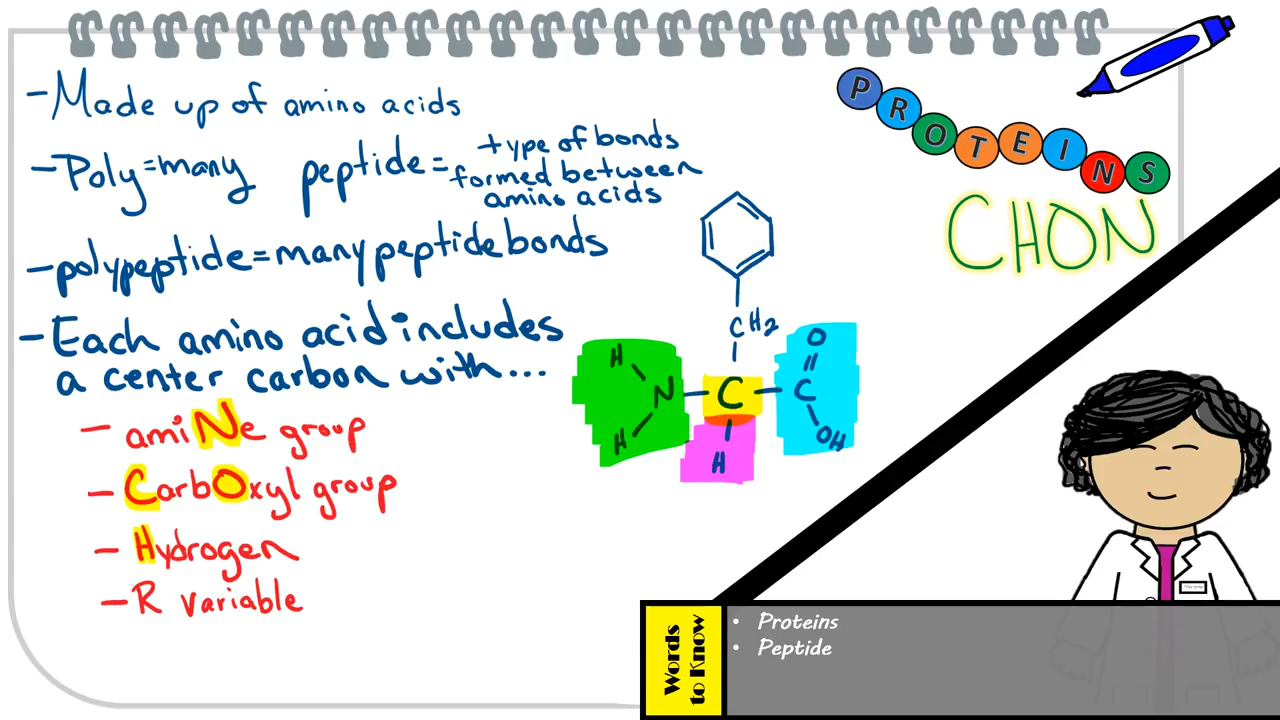 - Made up of amino acids
- Poly=many peptide= type of bonds
formed between
amino acids
- polypeptide=many peptide bonds
- Each amino acid includes
a center carbon with...
- amiNe group
- CarbOxyl group
- Hydrogen
- R variable
PROTEINS
CHON
CH2
H
N
H
C
H
O
C
OH
Words
to Know
• Proteins
• Peptide